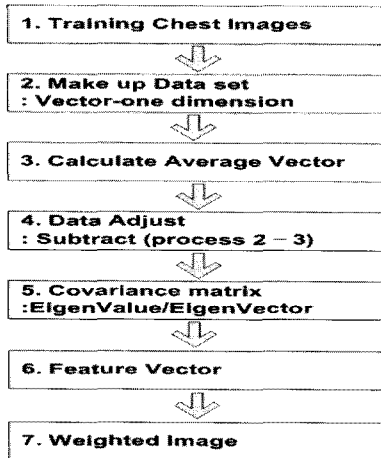 1. Training Chest Images
2. Make up Data set
: Vector-one dimension
3. Calculate Average Vector
4. Data Adjust
: Subtract (process 2 – 3)
5. Covariance matrix
:EigenValue/EigenVector
6. Feature Vector
7. Weighted Image